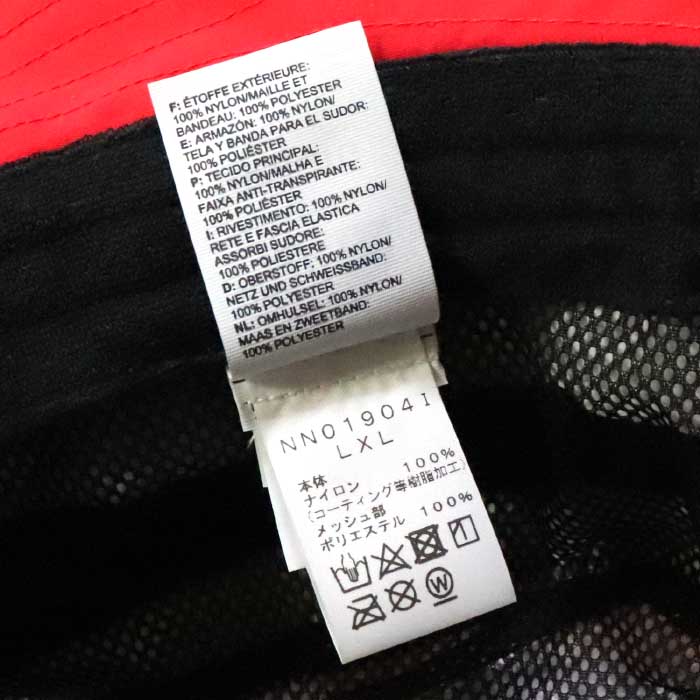 F: ÉTOFFE EXTÉRIEURE:
100% NYLON/MAILLE ET
BANDEAU: 100% POLYESTER
E: ARMAZÓN: 100% NYLON/
TELA Y BANDA PARA EL SUDOR:
100% POLIÉSTER
P: TECIDO PRINCIPAL:
100% NYLON/MALHA E
FAIXA ANTI-TRANSPIRANTE:
100% POLIÉSTER
I: RIVESTIMENTO: 100% NYLON/
RETE E FASCIA ELASTICA
ASSORBI SUDORE:
100% POLIESTERE
D: OBERSTOFF: 100% NYLON/
NETZ UND SCHWEISSBAND:
100% POLYESTER
NL: OMHULSEL: 100% NYLON/
MAAS EN ZWEETBAND:
100% POLYESTER
NN01904I
LXL
本体
ナイロン 100%
(コーティング等樹脂加工)
メッシュ部
ポリエステル 100%
W